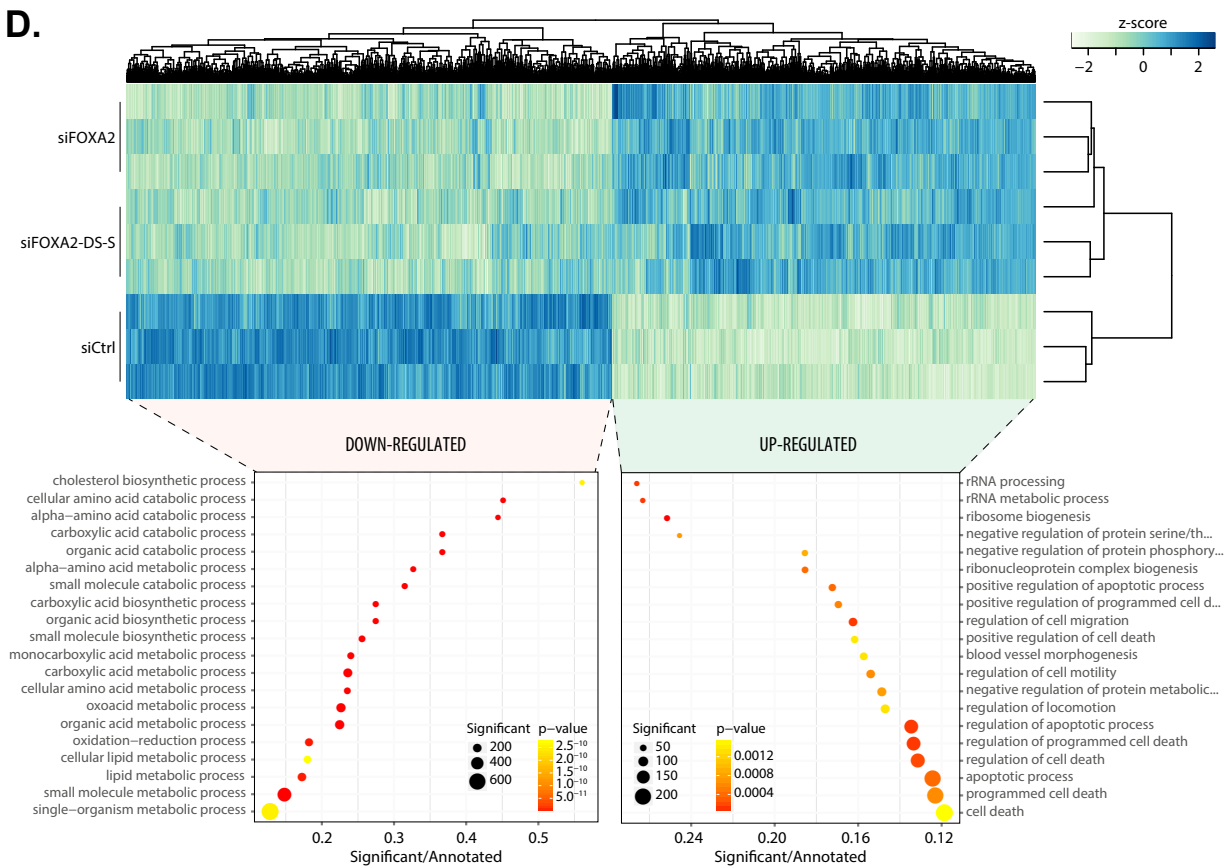 D.
z-score
−2 0 2
siFOXA2
siFOXA2-DS-S
siCtrl
DOWN-REGULATED
UP-REGULATED
cholesterol biosynthetic process
cellular amino acid catabolic process
alpha−amino acid catabolic process
carboxylic acid catabolic process
organic acid catabolic process
alpha−amino acid metabolic process
small molecule catabolic process
carboxylic acid biosynthetic process
organic acid biosynthetic process
small molecule biosynthetic process
monocarboxylic acid metabolic process
carboxylic acid metabolic process
cellular amino acid metabolic process
oxoacid metabolic process
organic acid metabolic process
oxidation−reduction process
cellular lipid metabolic process
lipid metabolic process
small molecule metabolic process
single−organism metabolic process
Significant
200
400
600
p−value
2.5⁻¹⁰
2.0⁻¹⁰
1.5⁻¹⁰
1.0⁻¹⁰
5.0⁻¹¹
0.2 0.3 0.4 0.5
Significant/Annotated
rRNA processing
rRNA metabolic process
ribosome biogenesis
negative regulation of protein serine/th...
negative regulation of protein phosphory...
ribonucleoprotein complex biogenesis
positive regulation of apoptotic process
positive regulation of programmed cell d...
regulation of cell migration
positive regulation of cell death
blood vessel morphogenesis
regulation of cell motility
negative regulation of protein metabolic...
regulation of locomotion
regulation of apoptotic process
regulation of programmed cell death
regulation of cell death
apoptotic process
programmed cell death
cell death
Significant
50
100
150
200
p−value
0.0012
0.0008
0.0004
0.24 0.20 0.16 0.12
Significant/Annotated